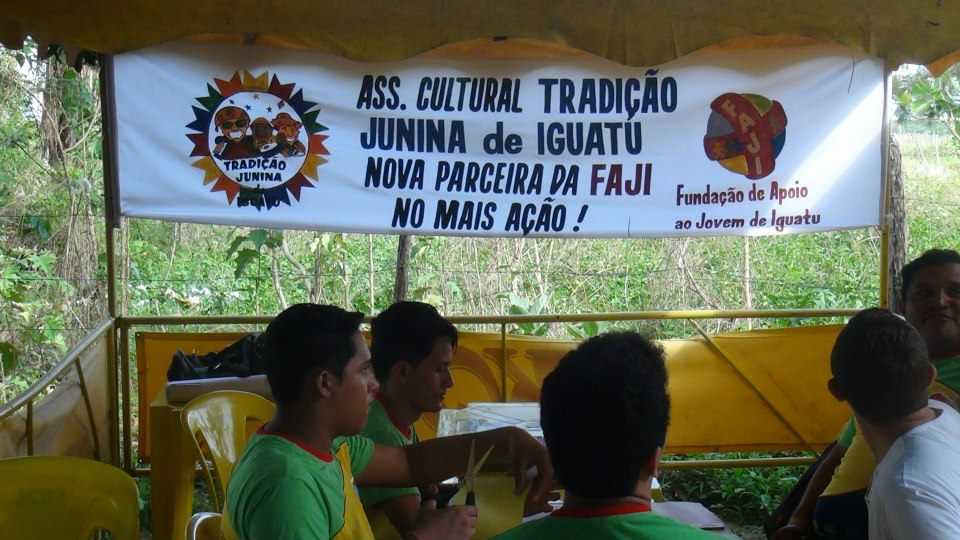 ASS. CULTURAL TRADIÇÃO
JUNINA de IGUATÚ
NOVA PARCEIRA DA FAJI
NO MAIS AÇÃO !
TRADIÇÃO
JUNINA
IGUATU
FAJI
Fundação de Apoio
ao Jovem de Iguatu